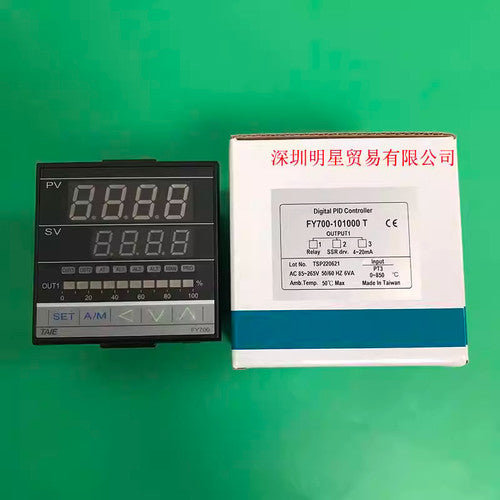 PV
8.8.8.8
SV
8.8.8.8
OUT1 OUT2 AT AL1 AL2 AL3 MAN PRO
OUT1
0 20 40 60 80 100 %
SET A/M
TAIE FY700
深圳明星贸易有限公司
Digital PID Controller
FY700-101000 T CE
OUTPUT1
1 2 3
Relay SSR drv. 4~20mA
Lot No. TSP220621
AC 85~265V 50/60 HZ 6VA
Amb.Temp. 50℃ Max
Input
PT3
0~850 ℃
Made in Taiwan